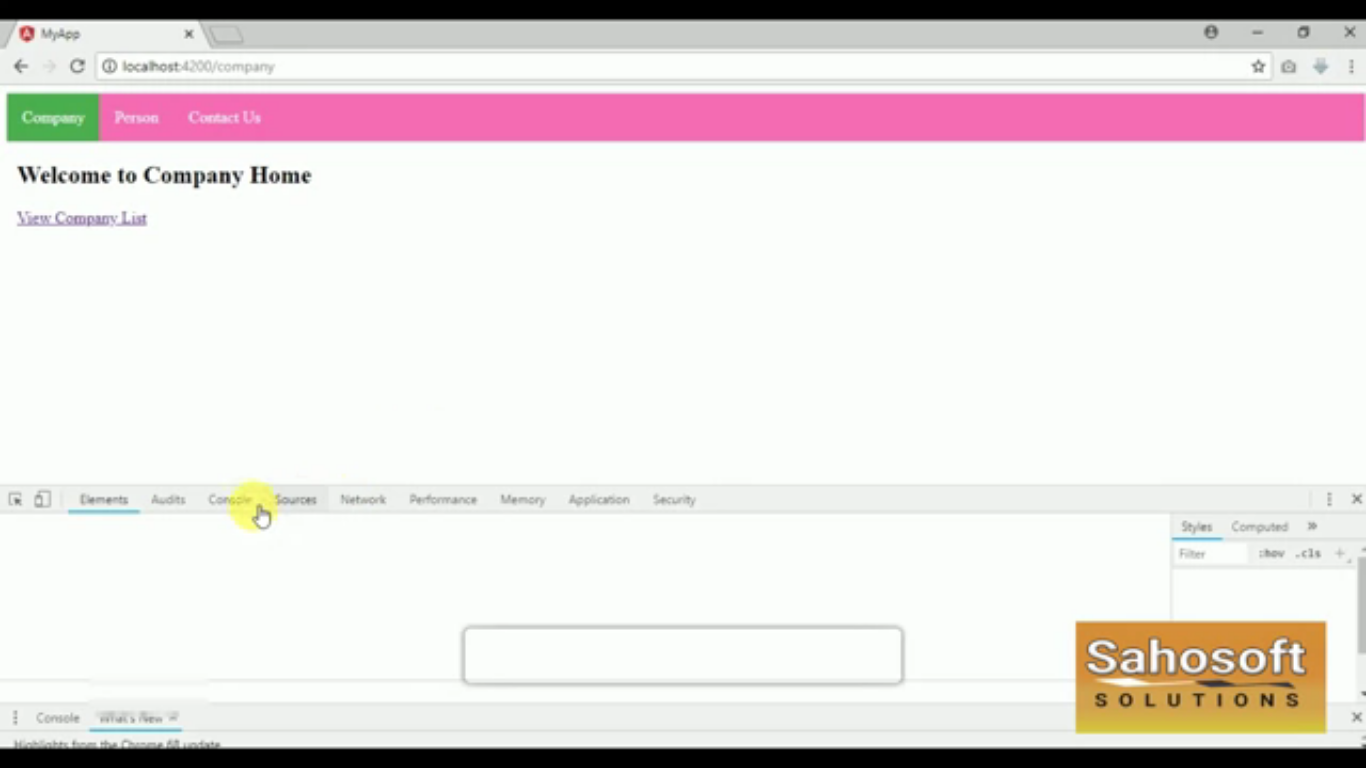 MyApp
localhost:4200/company
Company Person Contact Us
Welcome to Company Home
View Company List
Elements Audits Console Sources Network Performance Memory Application Security
Styles Computed »
Filter :hov .cls +
Sahosoft
SOLUTIONS
Console What's New
Highlights from the Chrome 68 update